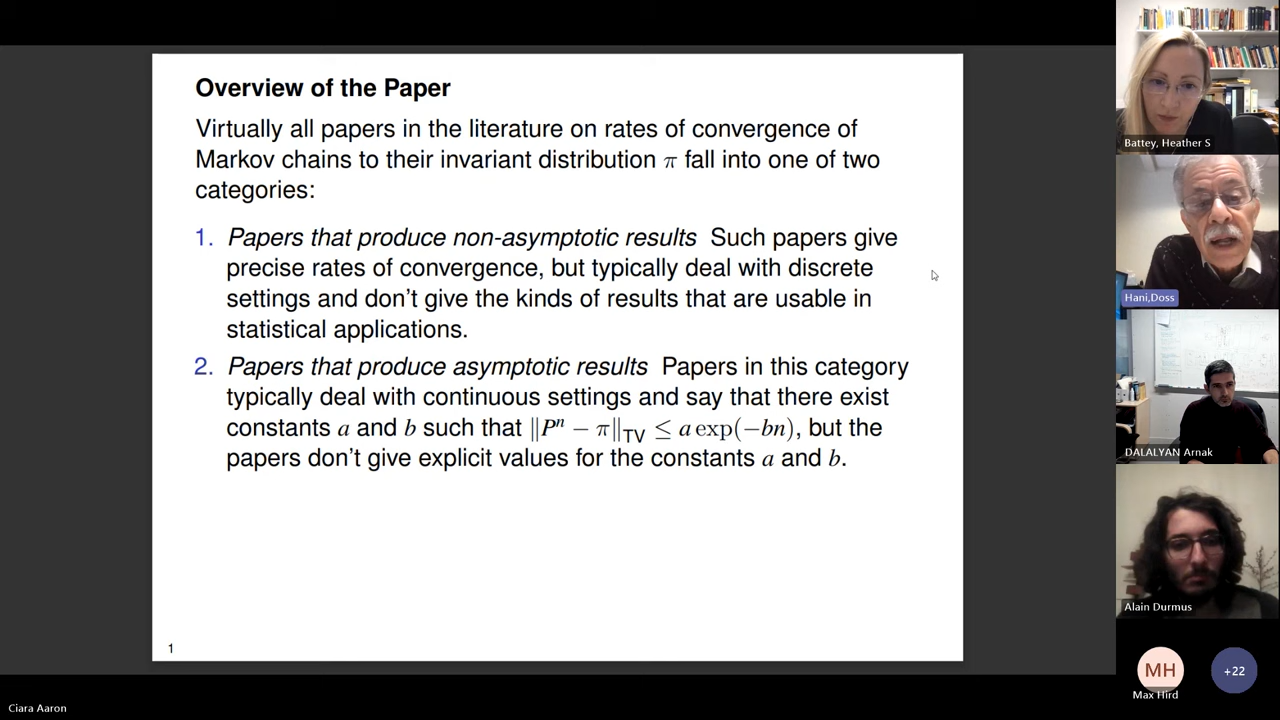 Overview of the Paper
Virtually all papers in the literature on rates of convergence of
Markov chains to their invariant distribution π fall into one of two
categories:
1. Papers that produce non-asymptotic results Such papers give
precise rates of convergence, but typically deal with discrete
settings and don't give the kinds of results that are usable in
statistical applications.
2. Papers that produce asymptotic results Papers in this category
typically deal with continuous settings and say that there exist
constants a and b such that ‖Pⁿ − π‖TV ≤ a exp(−bn), but the
papers don't give explicit values for the constants a and b.
1
Battey, Heather S
Hani,Doss
DALALYAN Arnak
Alain Durmus
MH
Max Hird
+22
Ciara Aaron